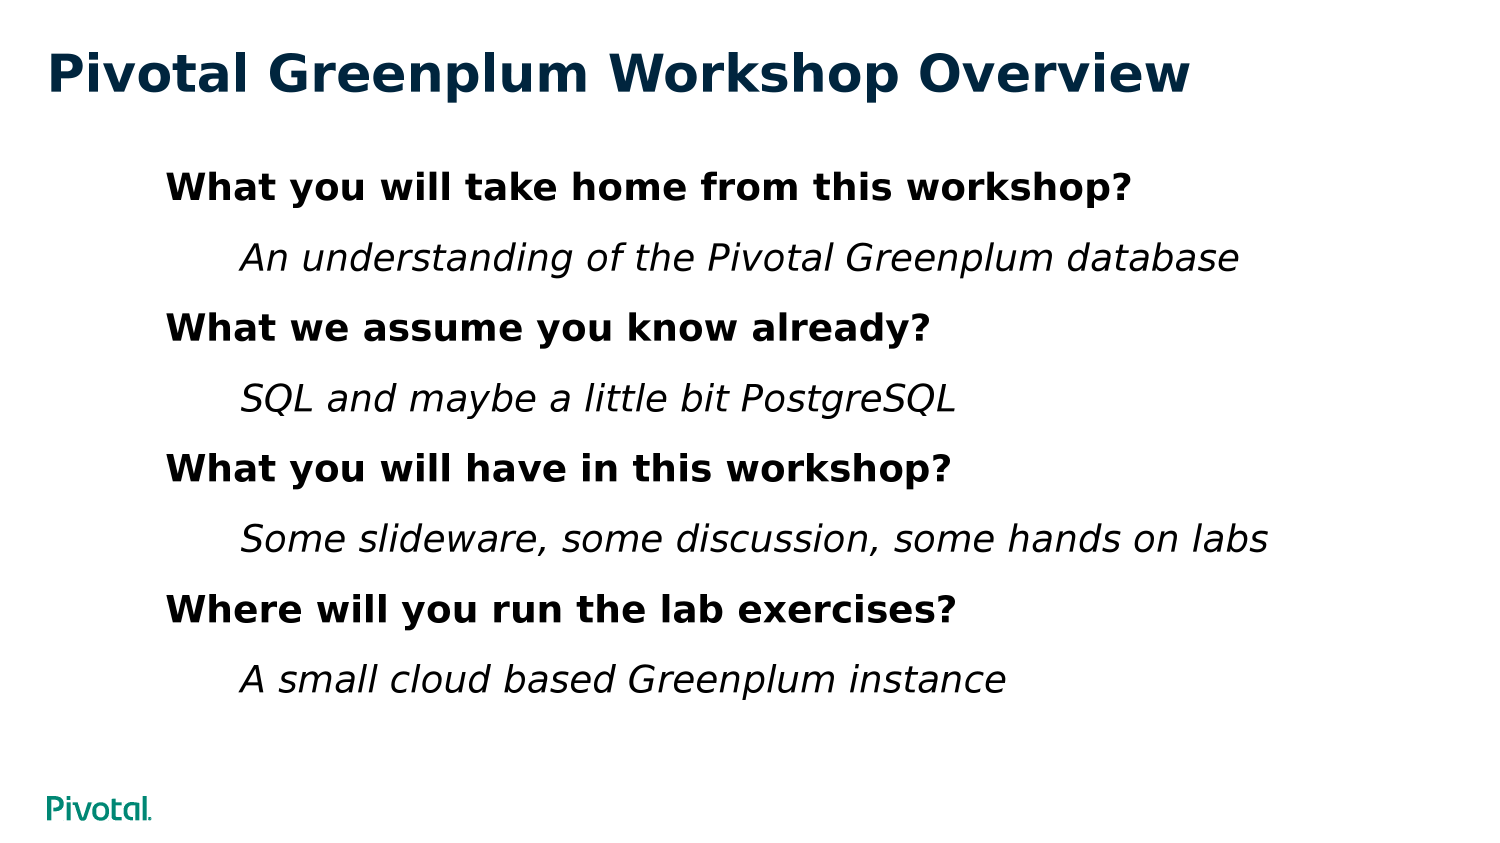 Pivotal Greenplum Workshop Overview
What you will take home from this workshop?
An understanding of the Pivotal Greenplum database
What we assume you know already?
SQL and maybe a little bit PostgreSQL
What you will have in this workshop?
Some slideware, some discussion, some hands on labs
Where will you run the lab exercises?
A small cloud based Greenplum instance
Pivotal.